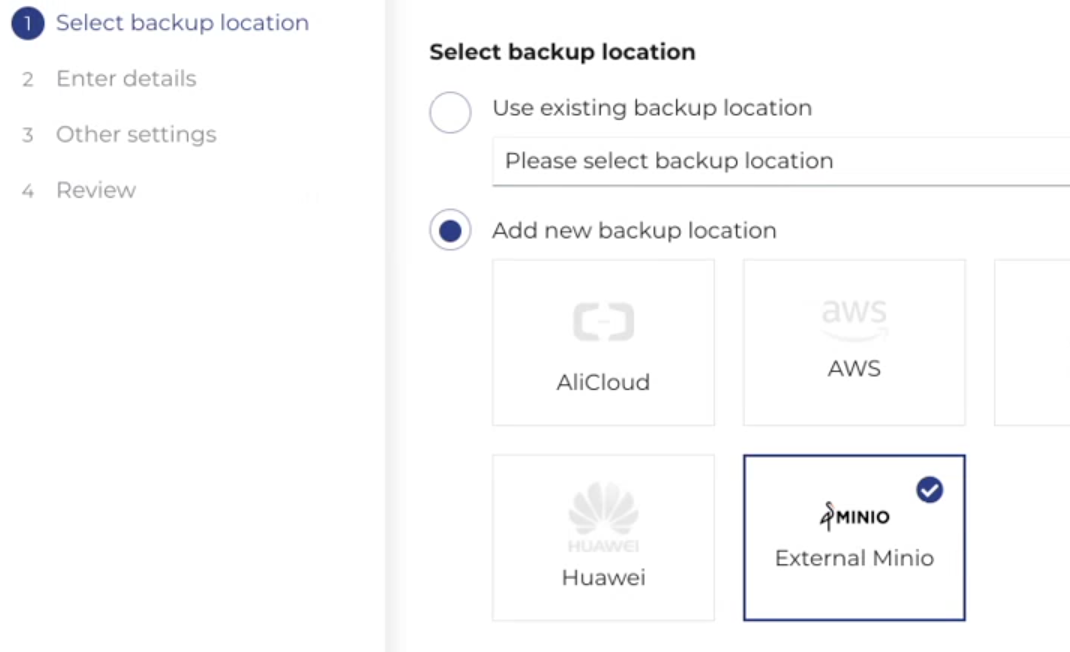 1 Select backup location
2 Enter details
3 Other settings
4 Review
Select backup location
Use existing backup location
Please select backup location
Add new backup location
AliCloud
aws
AWS
HUAWEI
Huawei
MINIO
External Minio